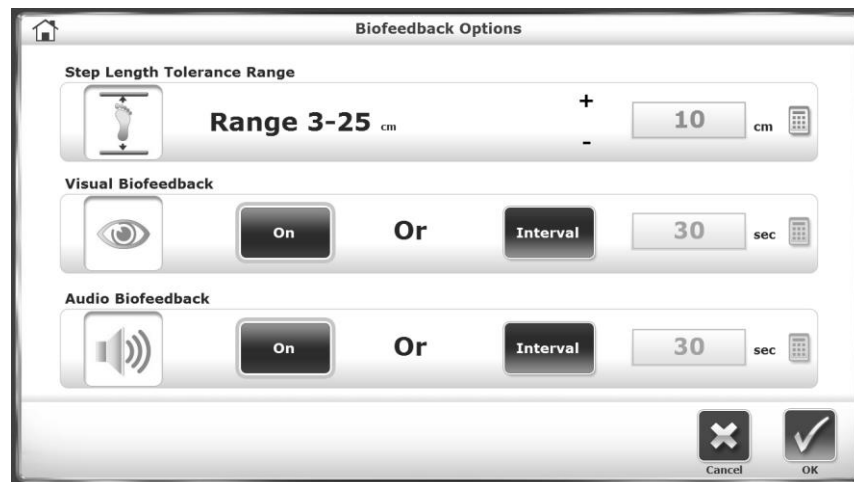 Biofeedback Options
Step Length Tolerance Range
Range 3-25 cm + - 10 cm
Visual Biofeedback
On Or Interval 30 sec
Audio Biofeedback
On Or Interval 30 sec
Cancel OK